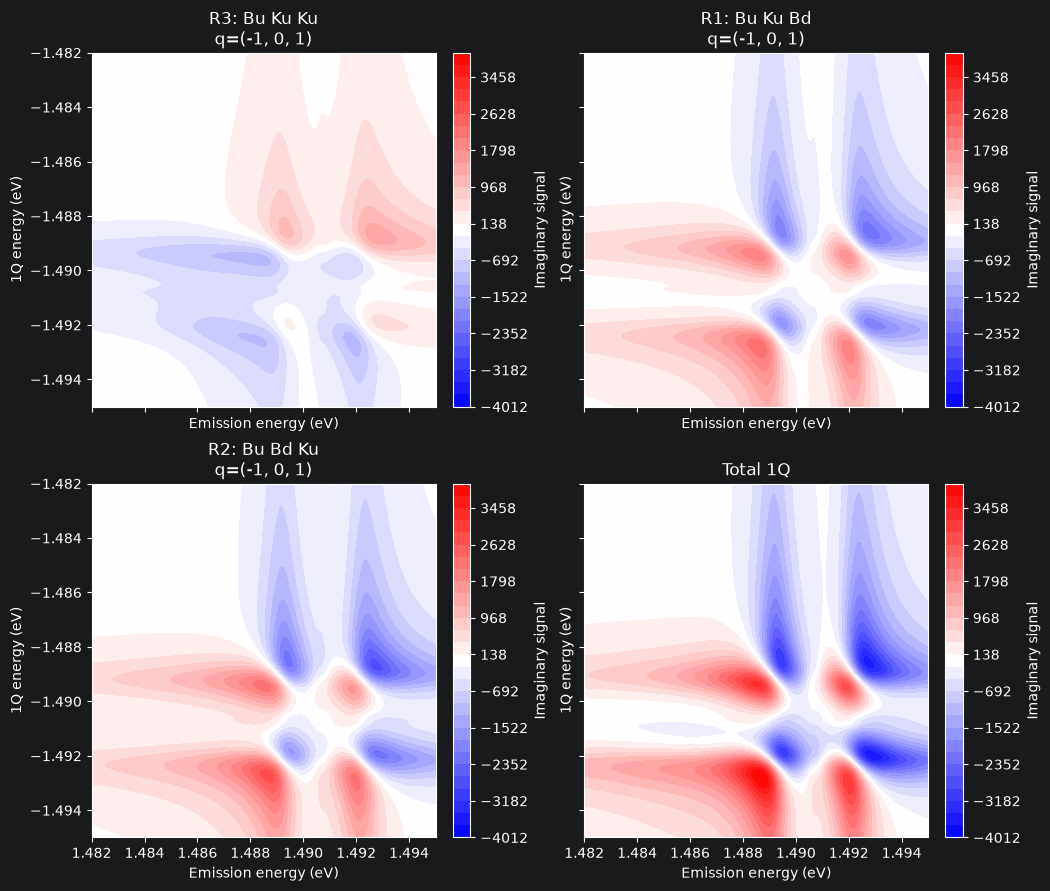 R3: Bu Ku Ku
q=(-1, 0, 1)
1Q energy (eV)
−1.482
−1.484
−1.486
−1.488
−1.490
−1.492
−1.494
Emission energy (eV)
3458
2628
1798
968
138
−692
−1522
−2352
−3182
−4012
Imaginary signal
R1: Bu Ku Bd
q=(-1, 0, 1)
1Q energy (eV)
Emission energy (eV)
3458
2628
1798
968
138
−692
−1522
−2352
−3182
−4012
Imaginary signal
R2: Bu Bd Ku
q=(-1, 0, 1)
1Q energy (eV)
−1.482
−1.484
−1.486
−1.488
−1.490
−1.492
−1.494
1.482 1.484 1.486 1.488 1.490 1.492 1.494
Emission energy (eV)
3458
2628
1798
968
138
−692
−1522
−2352
−3182
−4012
Imaginary signal
Total 1Q
1Q energy (eV)
1.482 1.484 1.486 1.488 1.490 1.492 1.494
Emission energy (eV)
3458
2628
1798
968
138
−692
−1522
−2352
−3182
−4012
Imaginary signal